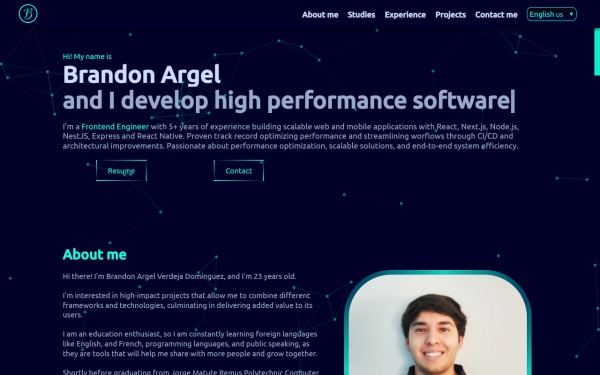 B
About me Studies Experience Projects Contact me English us ▼
Hi! My name is
Brandon Argel
and I develop high performance software|
I'm a Frontend Engineer with 5+ years of experience building scalable web and mobile applications with React, Next.js, Node.js,
NestJS, Express and React Native. Proven track record optimizing performance and streamlining worflows through CI/CD and
architectural improvements. Passionate about performance optimization, scalable solutions, and end-to-end system efficiency.
Resume Contact
About me
Hi there! I'm Brandon Argel Verdeja Domínguez, and I'm 23 years old.
I'm interested in high-impact projects that allow me to combine different
frameworks and technologies, culminating in delivering added value to its
users.
I am an education enthusiast, so I am constantly learning foreign languages
like English, and French, programming languages, and public speaking, as
they are tools that will help me share with more people and grow together.
Shortly before graduating from Jorge Matute Remus Polytechnic Computer